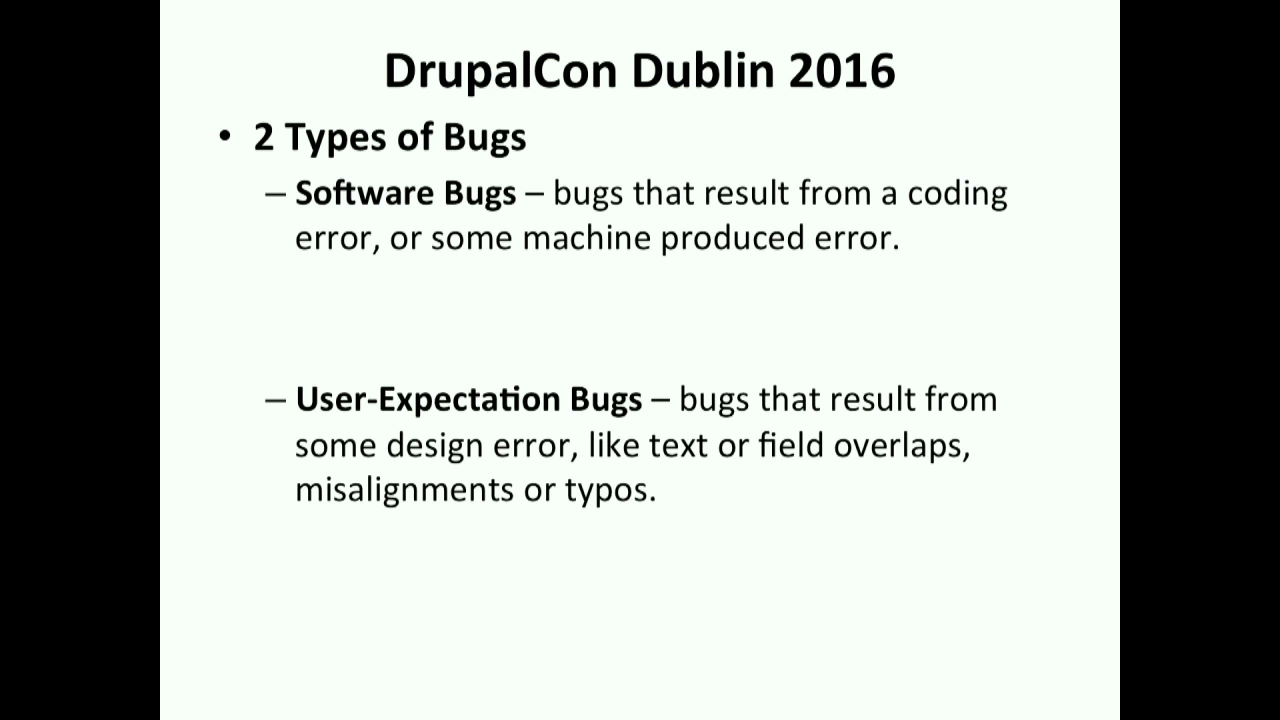 DrupalCon Dublin 2016
• 2 Types of Bugs
– Software Bugs – bugs that result from a coding
error, or some machine produced error.
– User-Expectation Bugs – bugs that result from
some design error, like text or field overlaps,
misalignments or typos.